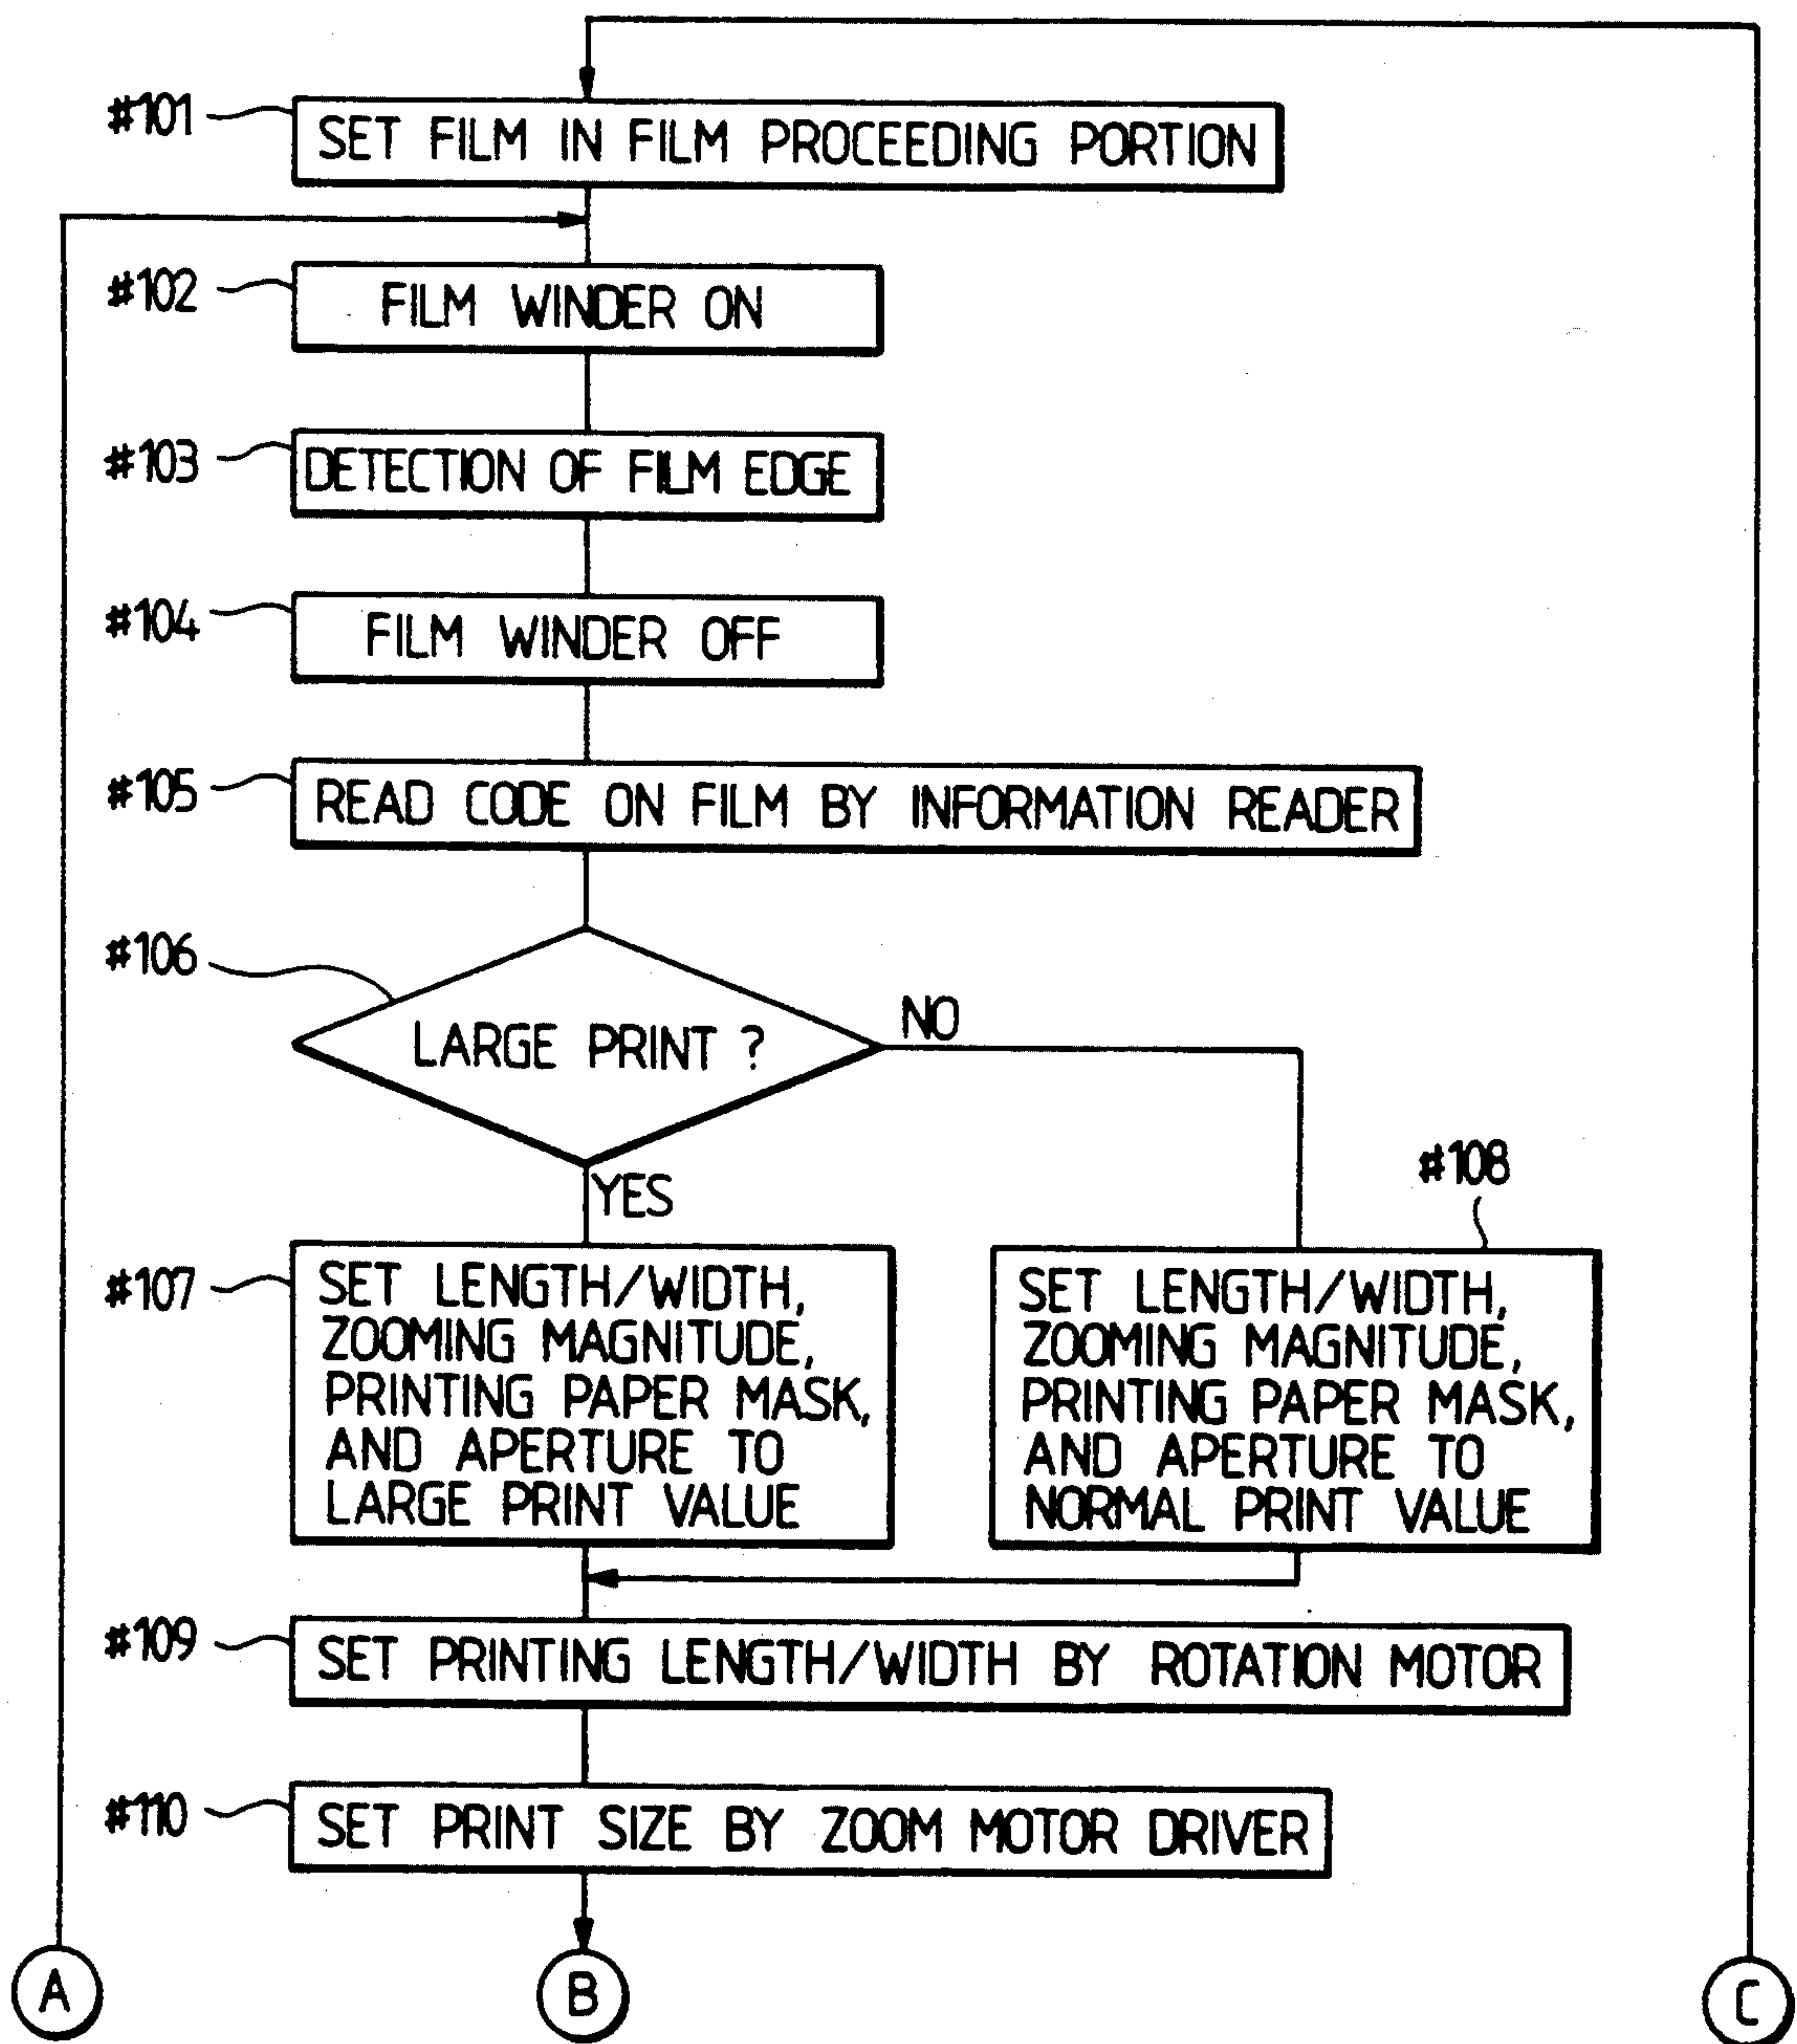 #101
SET FILM IN FILM PROCEEDING PORTION
#102
FILM WINDER ON
#103
DETECTION OF FILM EDGE
#104
FILM WINDER OFF
#105
READ CODE ON FILM BY INFORMATION READER
#106
LARGE PRINT ?
NO
YES
#107
SET LENGTH/WIDTH,
ZOOMING MAGNITUDE,
PRINTING PAPER MASK,
AND APERTURE TO
LARGE PRINT VALUE
#108
SET LENGTH/WIDTH,
ZOOMING MAGNITUDE,
PRINTING PAPER MASK,
AND APERTURE TO
NORMAL PRINT VALUE
#109
SET PRINTING LENGTH/WIDTH BY ROTATION MOTOR
#110
SET PRINT SIZE BY ZOOM MOTOR DRIVER
A
B
C